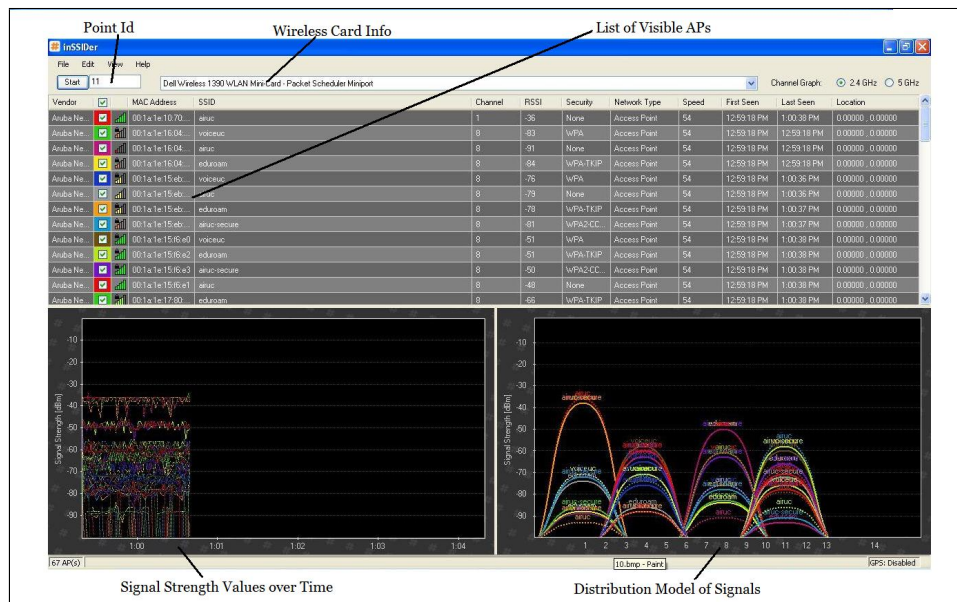 Point Id
Wireless Card Info
List of Visible APs
inSSIDer
File Edit View Help
Start 11 Dell Wireless 1390 WLAN Mini-Card - Packet Scheduler Miniport Channel Graph: 2.4 GHz 5 GHz
Vendor MAC Address SSID Channel RSSI Security Network Type Speed First Seen Last Seen Location
Aruba Ne... 00:1a:1e:10:70:... airuc 1 -36 None Access Point 54 12:59:18 PM 1:00:38 PM 0.00000 , 0.00000
Aruba Ne... 00:1a:1e:16:04:... voiceuc 8 -83 WPA Access Point 54 12:59:18 PM 12:59:18 PM 0.00000 , 0.00000
Aruba Ne... 00:1a:1e:16:04:... airuc 8 -91 None Access Point 54 12:59:18 PM 1:00:38 PM 0.00000 , 0.00000
Aruba Ne... 00:1a:1e:16:04:... eduroam 8 -84 WPA-TKIP Access Point 54 12:59:18 PM 12:59:18 PM 0.00000 , 0.00000
Aruba Ne... 00:1a:1e:15:eb:... voiceuc 8 -76 WPA Access Point 54 12:59:18 PM 1:00:36 PM 0.00000 , 0.00000
Aruba Ne... 00:1a:1e:15:eb:... airuc 8 -79 None Access Point 54 12:59:18 PM 1:00:36 PM 0.00000 , 0.00000
Aruba Ne... 00:1a:1e:15:eb:... eduroam 8 -78 WPA-TKIP Access Point 54 12:59:18 PM 1:00:37 PM 0.00000 , 0.00000
Aruba Ne... 00:1a:1e:15:eb:... airuc-secure 8 -81 WPA2-CC... Access Point 54 12:59:18 PM 1:00:37 PM 0.00000 , 0.00000
Aruba Ne... 00:1a:1e:15:f6:e0 voiceuc 8 -51 WPA Access Point 54 12:59:18 PM 1:00:38 PM 0.00000 , 0.00000
Aruba Ne... 00:1a:1e:15:f6:e2 eduroam 8 -51 WPA-TKIP Access Point 54 12:59:18 PM 1:00:38 PM 0.00000 , 0.00000
Aruba Ne... 00:1a:1e:15:f6:e3 airuc-secure 8 -50 WPA2-CC... Access Point 54 12:59:18 PM 1:00:38 PM 0.00000 , 0.00000
Aruba Ne... 00:1a:1e:15:f6:e1 airuc 8 -48 None Access Point 54 12:59:18 PM 1:00:38 PM 0.00000 , 0.00000
Aruba Ne... 00:1a:1e:17:80:... eduroam 8 -66 WPA-TKIP Access Point 54 12:59:18 PM 1:00:38 PM 0.00000 , 0.00000
Signal Strength [dBm]
-10
-20
-30
-40
-50
-60
-70
-80
-90
1:00 1:01 1:02 1:03 1:04
Signal Strength [dBm]
-10
-20
-30
-40
-50
-60
-70
-80
-90
voiceuc
airuc
eduroam
airuc-secure
eduroam
airuc
airuc-secure
airuc
1 2 3 4 5 6 7 8 9 10 11 12 13 14
67 AP(s)
10.bmp - Paint
GPS: Disabled
Signal Strength Values over Time
Distribution Model of Signals